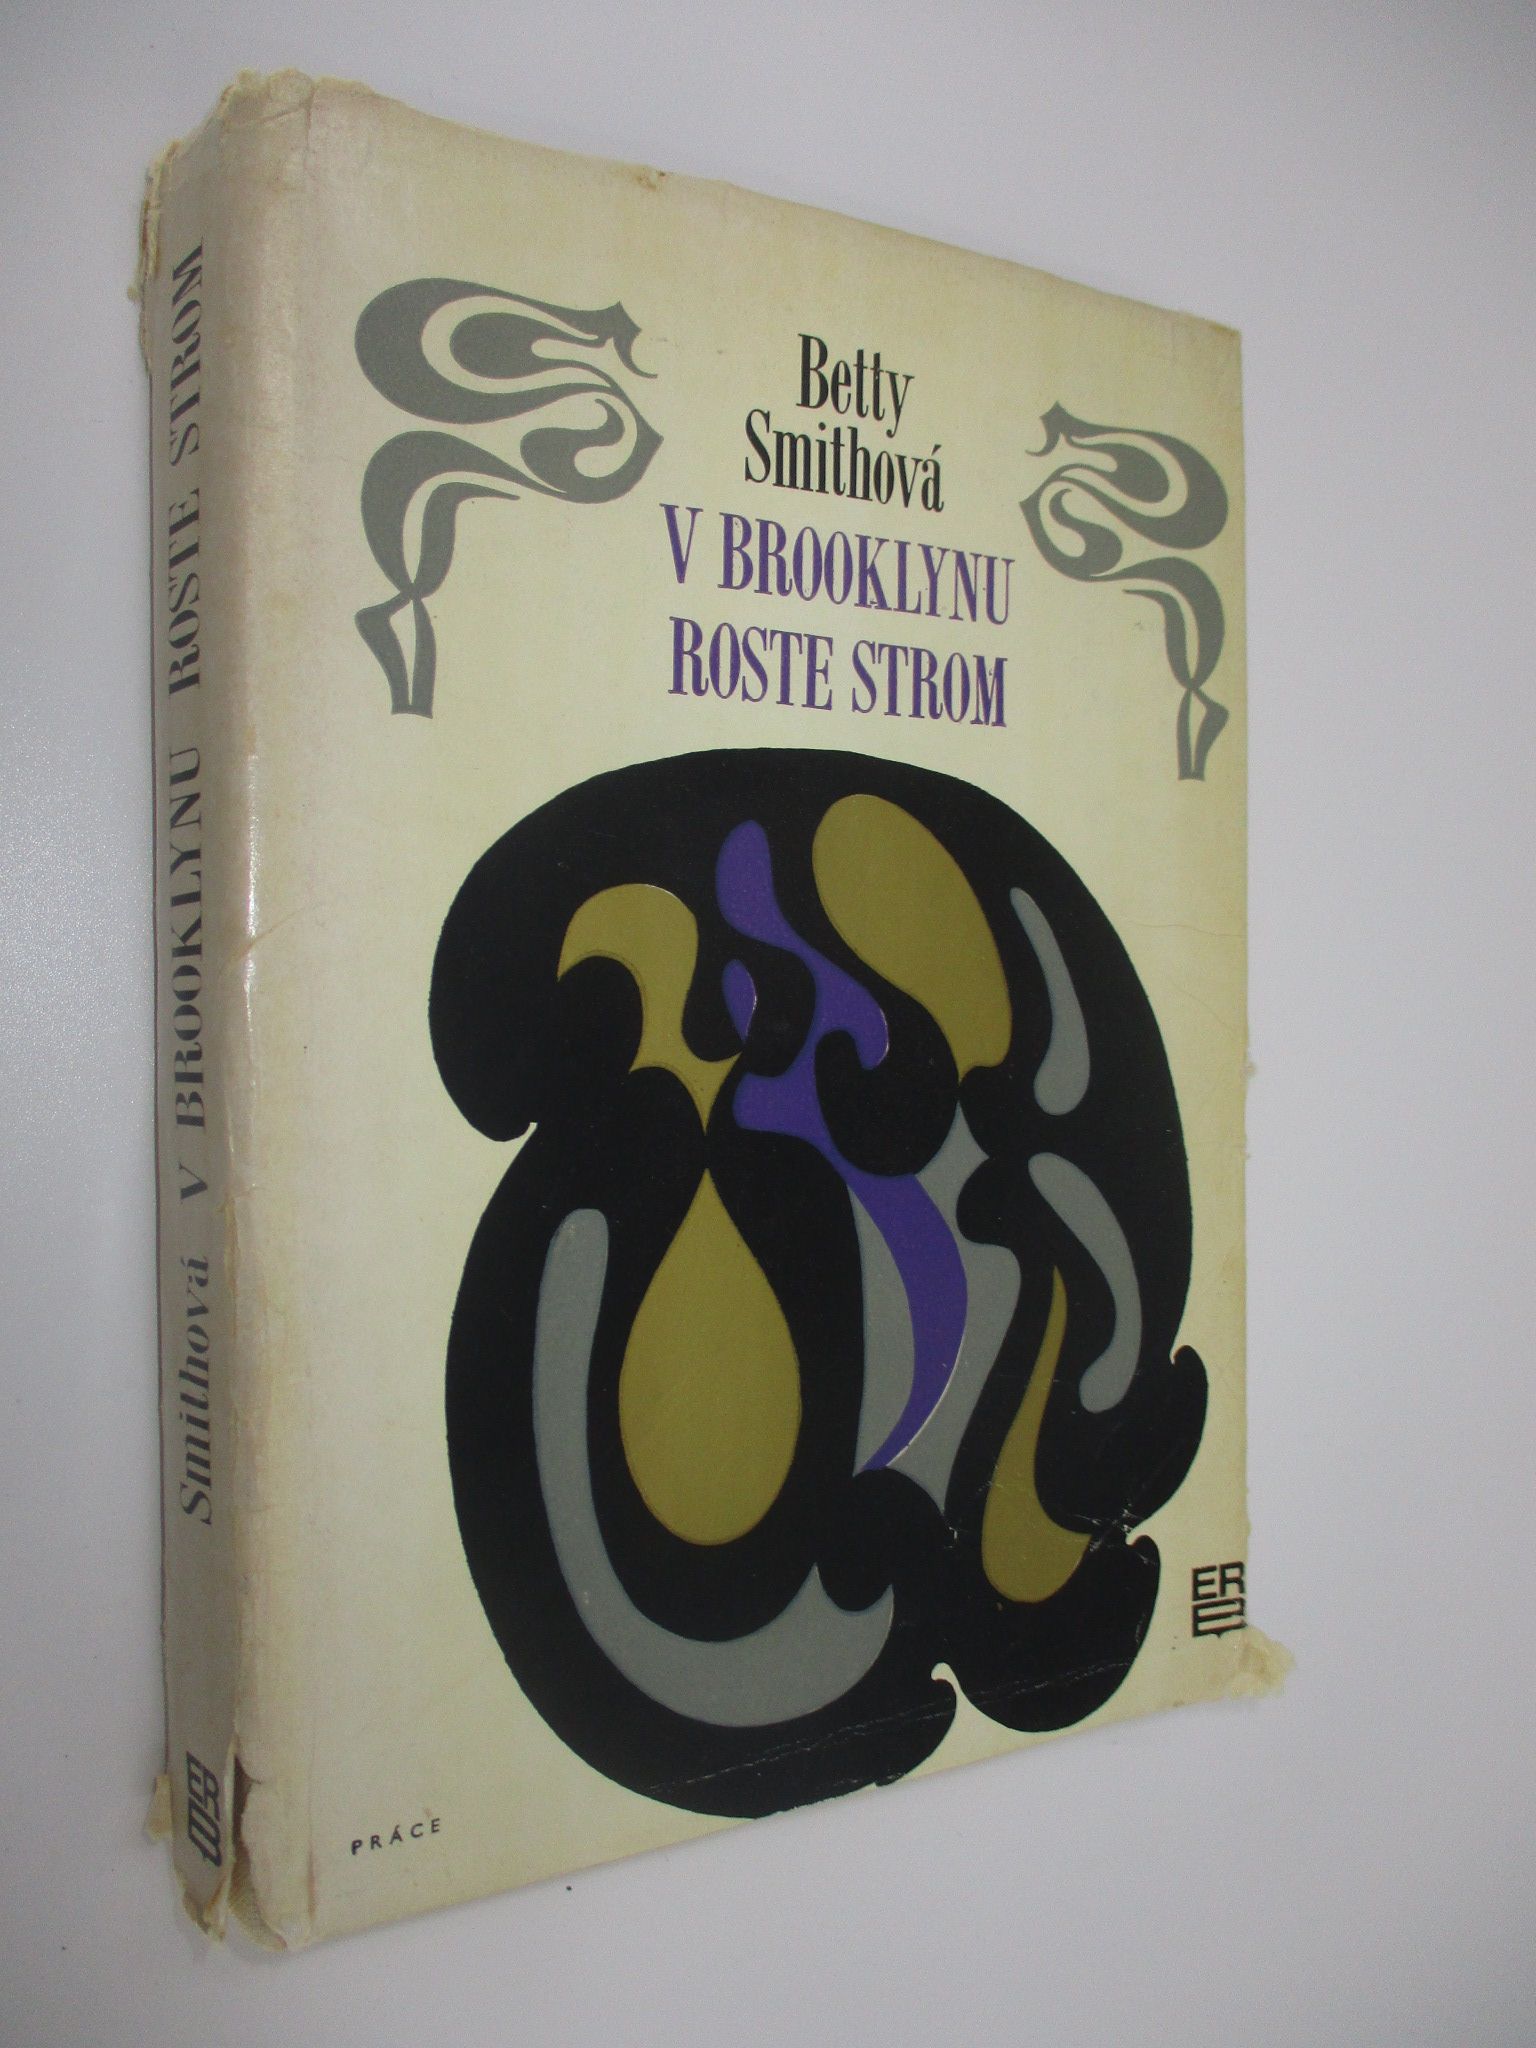 Betty
Smithová
V BROOKLYNU
ROSTE STROM
PRÁCE
ER
Smithová V BROOKLYNU ROSTE STROM